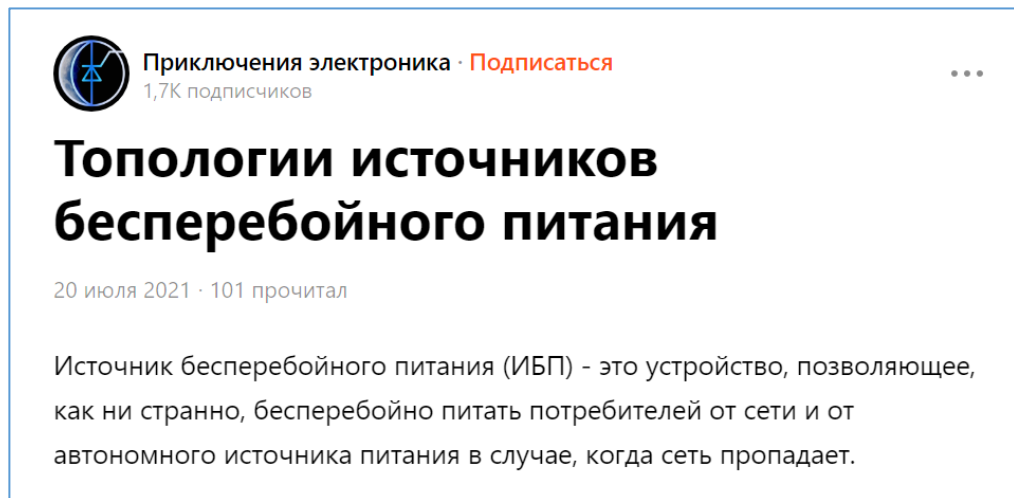 Приключения электроника · Подписаться
1,7К подписчиков
Топологии источников
бесперебойного питания
20 июля 2021 · 101 прочитал
Источник бесперебойного питания (ИБП) - это устройство, позволяющее,
как ни странно, бесперебойно питать потребителей от сети и от
автономного источника питания в случае, когда сеть пропадает.